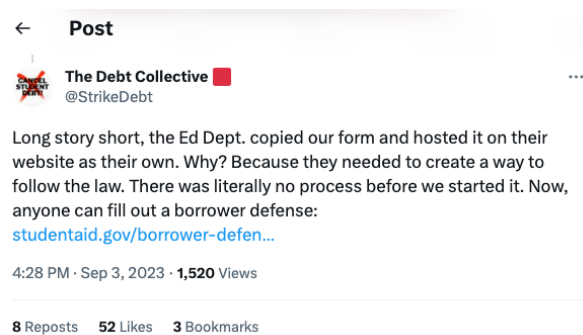 ← Post
CANCEL
STUDENT
DEBT!
The Debt Collective 🟥
@StrikeDebt
Long story short, the Ed Dept. copied our form and hosted it on their
website as their own. Why? Because they needed to create a way to
follow the law. There was literally no process before we started it. Now,
anyone can fill out a borrower defense:
studentaid.gov/borrower-defen...
4:28 PM · Sep 3, 2023 · 1,520 Views
8 Reposts 52 Likes 3 Bookmarks